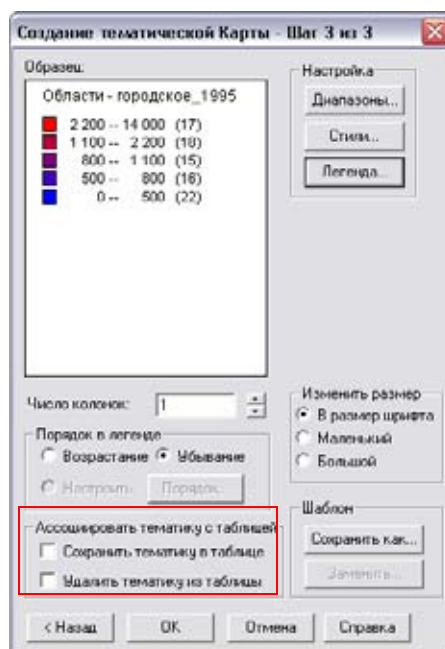 Создание тематической Карты - Шаг 3 из 3
Образец:
Области - городское_1995
2 200 -- 14 000 (17)
1 100 -- 2 200 (18)
800 -- 1 100 (15)
500 -- 800 (16)
0 -- 500 (22)
Настройка
Диапазоны...
Стили...
Легенда...
Число колонок: 1
Порядок в легенде
Возрастание Убывание
Настроить Порядок...
Изменить размер
В размер шрифта
Маленький
Большой
Ассоциировать тематику с таблицей
Сохранить тематику в таблице
Удалить тематику из таблицы
Шаблон
Сохранить как...
Заменить...
< Назад OK Отмена Справка